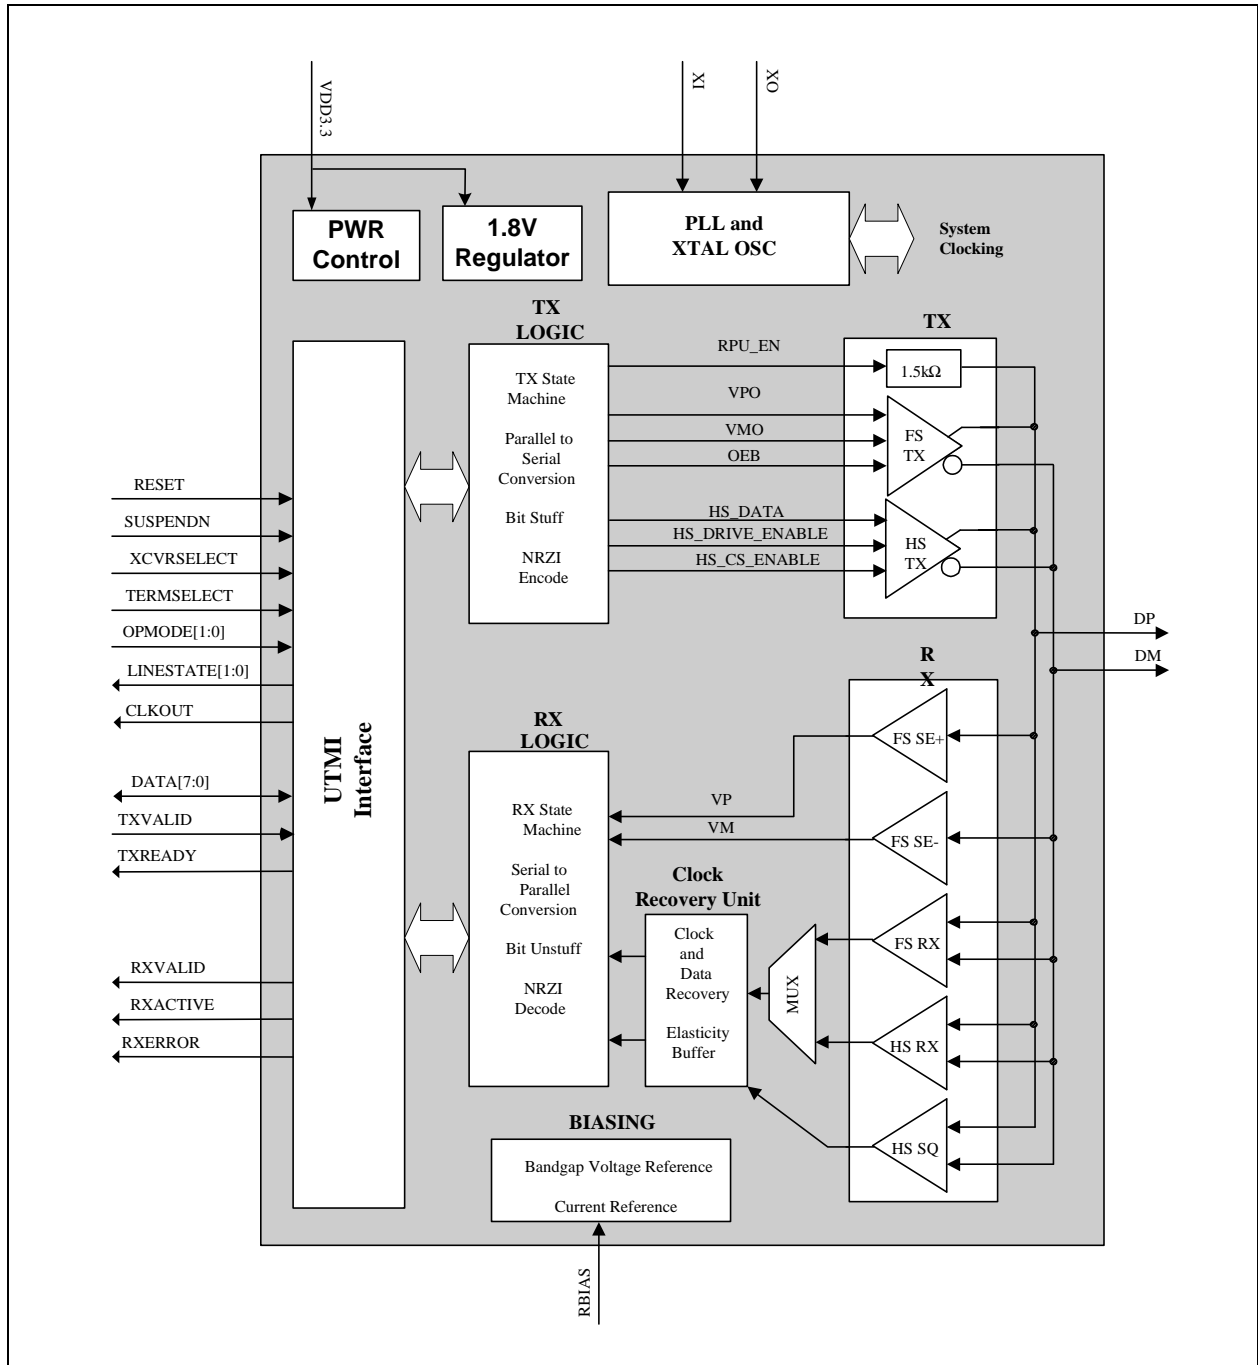 VDD3.3
XI
XO
PWR
Control
1.8V
Regulator
PLL and
XTAL OSC
System
Clocking
TX
LOGIC
TX State
Machine
Parallel to
Serial
Conversion
Bit Stuff
NRZI
Encode
RPU_EN
VPO
VMO
OEB
HS_DATA
HS_DRIVE_ENABLE
HS_CS_ENABLE
TX
1.5kΩ
FS
TX
HS
TX
RESET
SUSPENDN
XCVRSELECT
TERMSELECT
OPMODE[1:0]
LINESTATE[1:0]
CLKOUT
DATA[7:0]
TXVALID
TXREADY
RXVALID
RXACTIVE
RXERROR
UTMI
Interface
DP
DM
RX
LOGIC
RX State
Machine
Serial to
Parallel
Conversion
Bit Unstuff
NRZI
Decode
VP
VM
Clock
Recovery Unit
Clock
and
Data
Recovery
Elasticity
Buffer
MUX
R
X
FS SE+
FS SE-
FS RX
HS RX
HS SQ
BIASING
Bandgap Voltage Reference
Current Reference
RBIAS